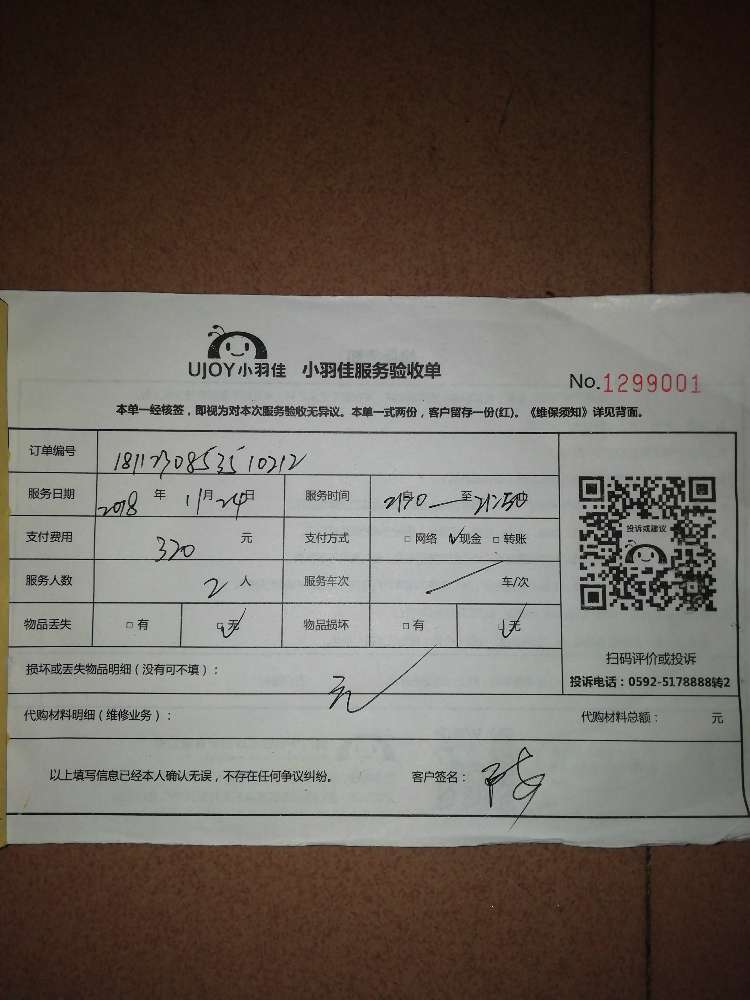 UJOY小羽佳 小羽佳服务验收单
No.1299001
本单一经核签，即视为对本次服务验收无异议。本单一式两份，客户留存一份(红)。《维保须知》详见背面。
订单编号 1811230853510212
服务日期 2018 年 11月 24日 服务时间 至 21:50
支付费用 320 元 支付方式 □ 网络 ✓现金 □ 转账
服务人数 2 人 服务车次 / 车/次
物品丢失 □ 有 ✓无 物品损坏 □ 有 ✓无
投诉或建议
扫码评价或投诉
投诉电话：0592-5178888转2
损坏或丢失物品明细（没有可不填）： 无
代购材料明细（维修业务）： 代购材料总额： 元
以上填写信息已经本人确认无误，不存在任何争议纠纷。 客户签名：